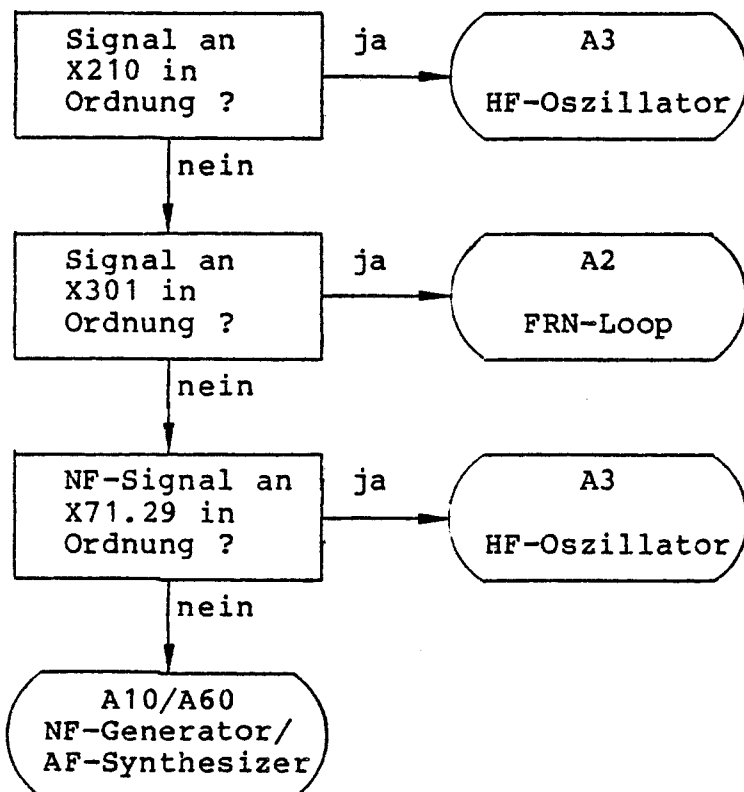 Signal an
X210 in
Ordnung ?
ja
A3
HF-Oszillator
nein
Signal an
X301 in
Ordnung ?
ja
A2
FRN-Loop
nein
NF-Signal an
X71.29 in
Ordnung ?
ja
A3
HF-Oszillator
nein
A10/A60
NF-Generator/
AF-Synthesizer